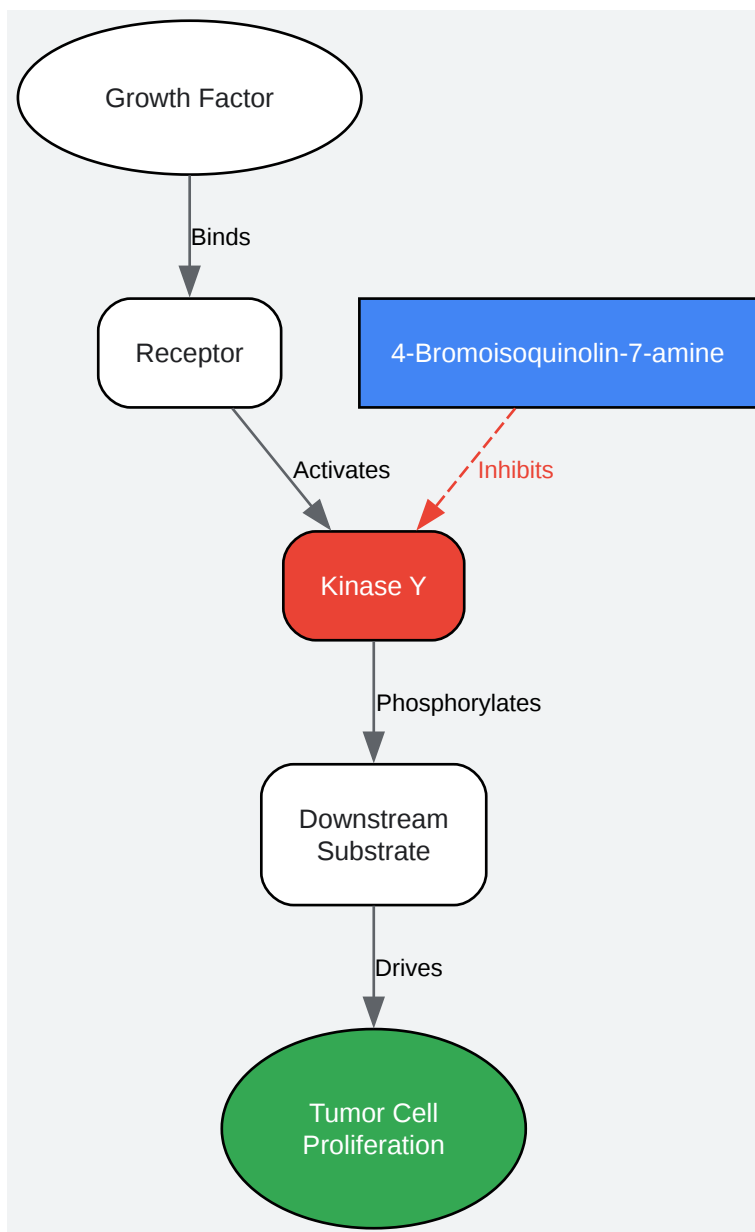 Growth Factor
Binds
Receptor
4-Bromoisoquinolin-7-amine
Activates
Inhibits
Kinase Y
Phosphorylates
Downstream
Substrate
Drives
Tumor Cell
Proliferation